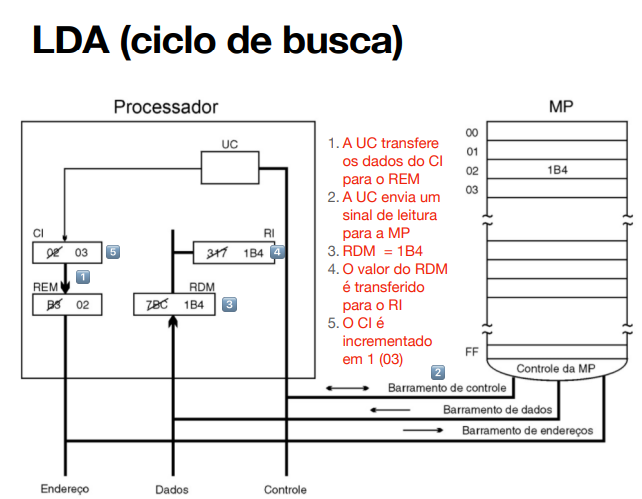 LDA (ciclo de busca)
Processador
MP
UC
1. A UC transfere
os dados do CI
para o REM
2. A UC envia um
sinal de leitura
para a MP
3. RDM = 1B4
4. O valor do RDM
é transferido
para o RI
5. O CI é
incrementado
em 1 (03)
00
01
02 1B4
03
FF
CI
02 03 5
RI
317 1B4 4
1
REM
B3 02
RDM
7BC 1B4 3
2
Controle da MP
Barramento de controle
Barramento de dados
Barramento de endereços
Endereço Dados Controle